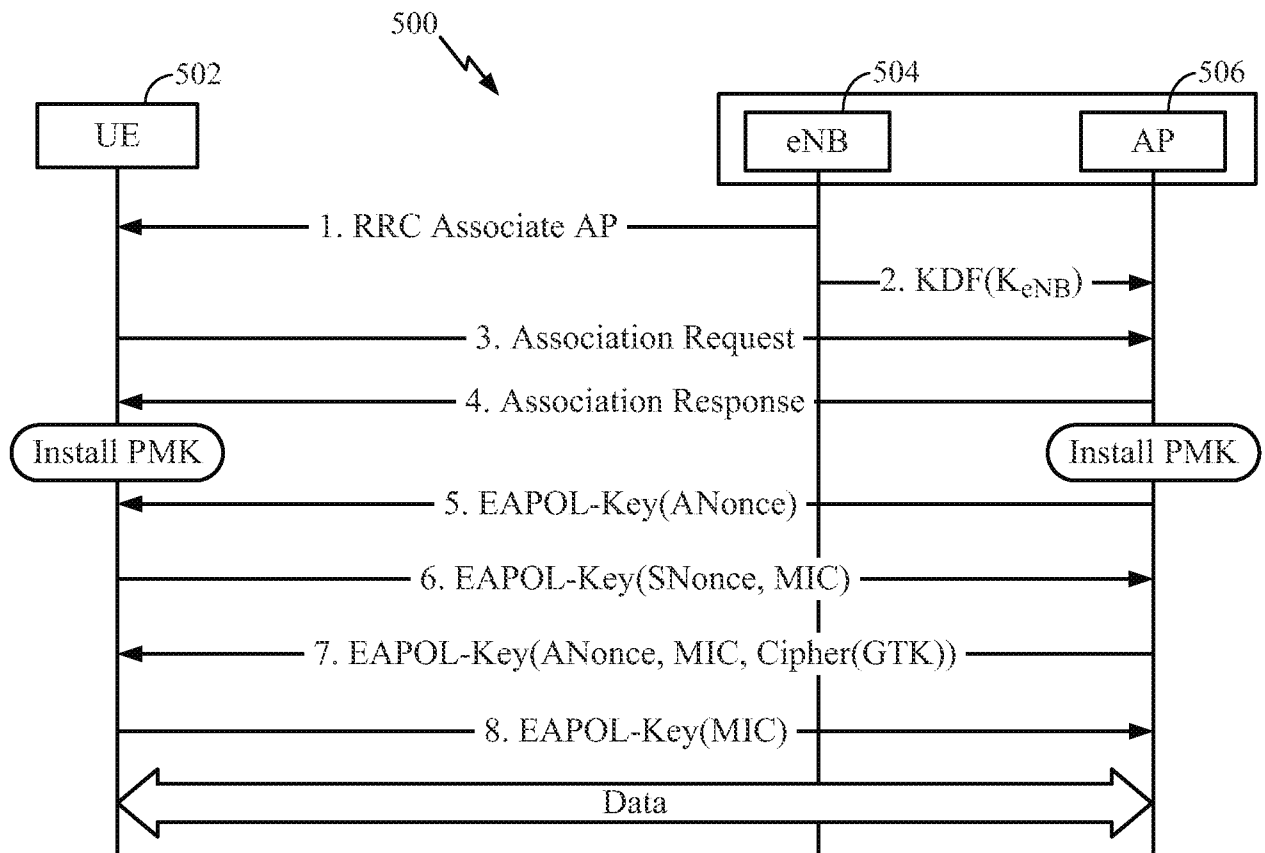 500
502
504
506
UE
eNB
AP
1. RRC Associate AP
2. KDF(KeNB)
3. Association Request
4. Association Response
Install PMK
Install PMK
5. EAPOL-Key(ANonce)
6. EAPOL-Key(SNonce, MIC)
7. EAPOL-Key(ANonce, MIC, Cipher(GTK))
8. EAPOL-Key(MIC)
Data